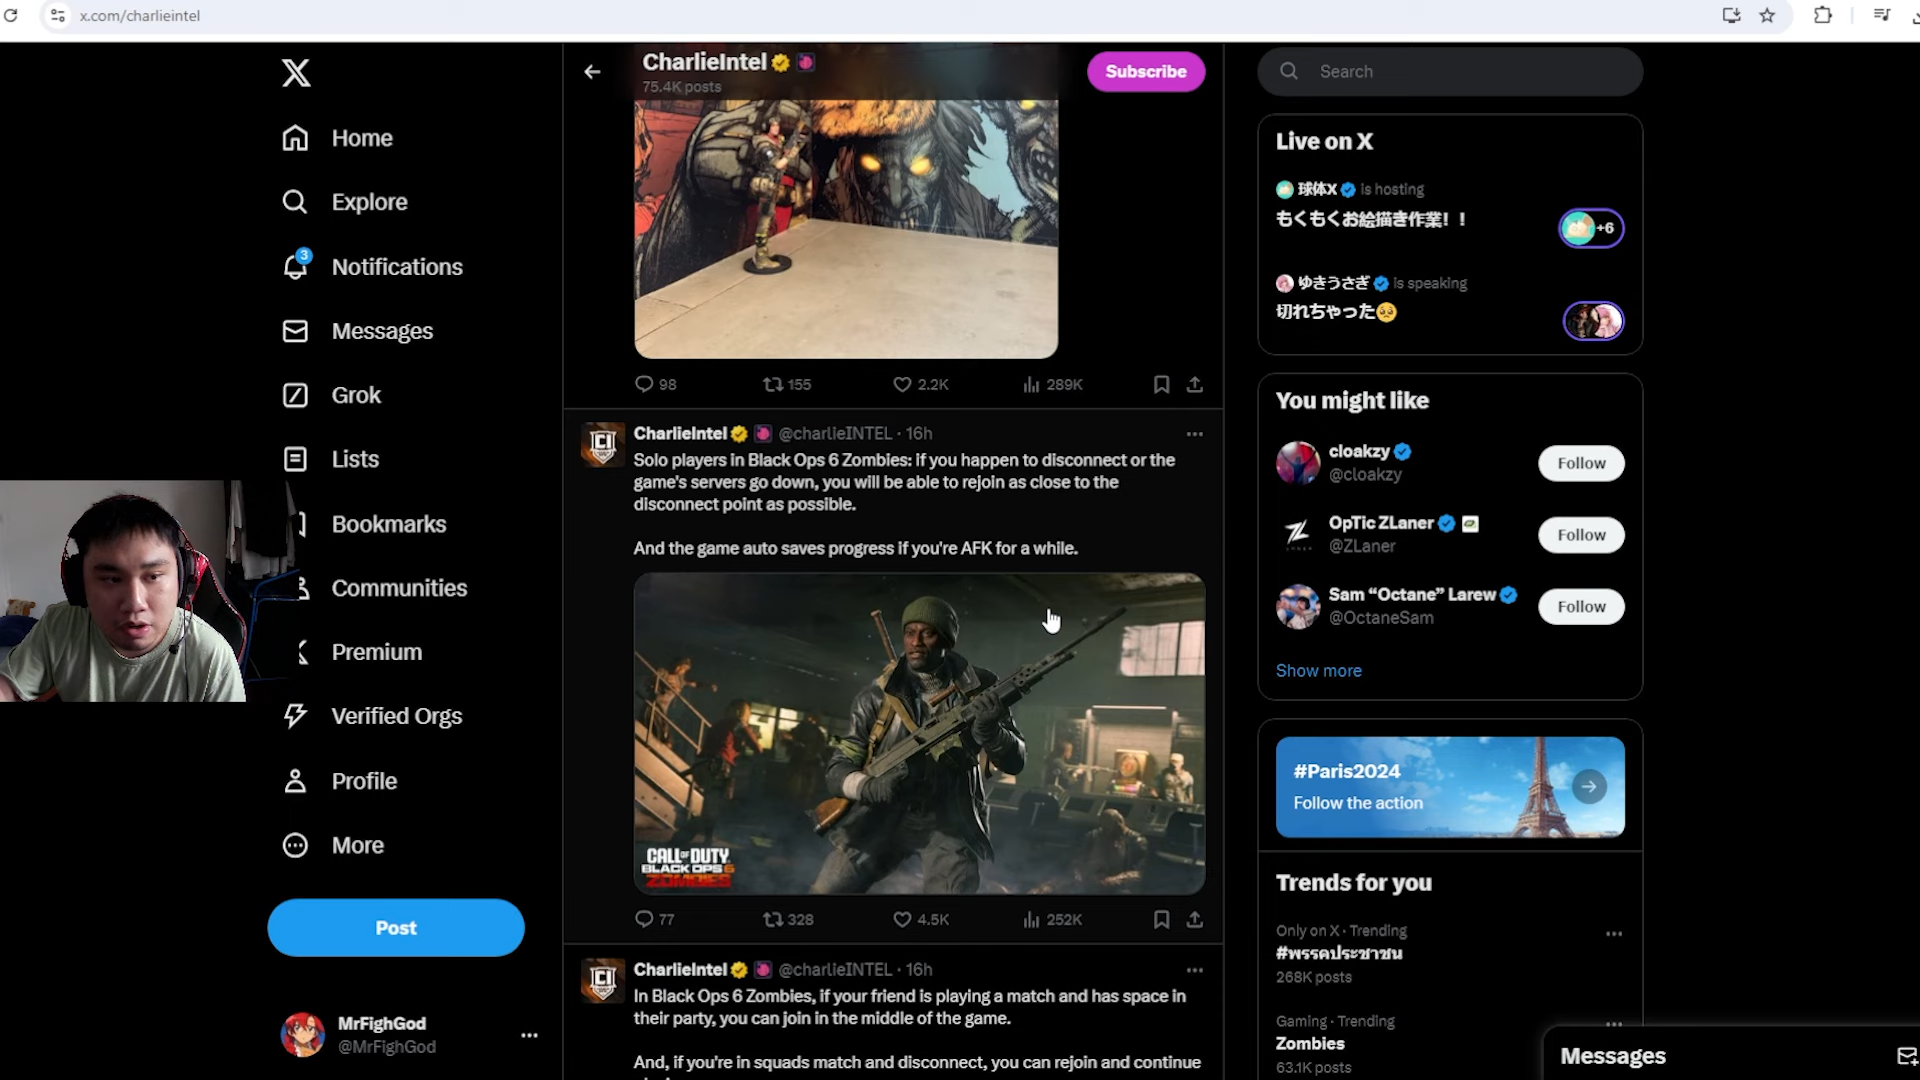 x.com/charlieintel
Home
Explore
3
Notifications
Messages
Grok
Lists
Bookmarks
Communities
Premium
Verified Orgs
Profile
More
Post
MrFighGod
@MrFighGod
CharlieIntel
75.4K posts
Subscribe
98
155
2.2K
289K
CharlieIntel @charlieINTEL · 16h
Solo players in Black Ops 6 Zombies: if you happen to disconnect or the
game's servers go down, you will be able to rejoin as close to the
disconnect point as possible.
And the game auto saves progress if you're AFK for a while.
CALL OF DUTY
BLACK OPS 6
ZOMBIES
77
328
4.5K
252K
CharlieIntel @charlieINTEL · 16h
In Black Ops 6 Zombies, if your friend is playing a match and has space in
their party, you can join in the middle of the game.
And, if you're in squads match and disconnect, you can rejoin and continue
Search
Live on X
球体X is hosting
もくもくお絵描き作業！！
+6
ゆきうさぎ is speaking
切れちゃった🥺
You might like
cloakzy
@cloakzy
Follow
OpTic ZLaner
@ZLaner
Follow
Sam “Octane” Larew
@OctaneSam
Follow
Show more
#Paris2024
Follow the action
Trends for you
Only on X · Trending
#พรรคประชาชน
268K posts
Gaming · Trending
Zombies
63.1K posts
Messages